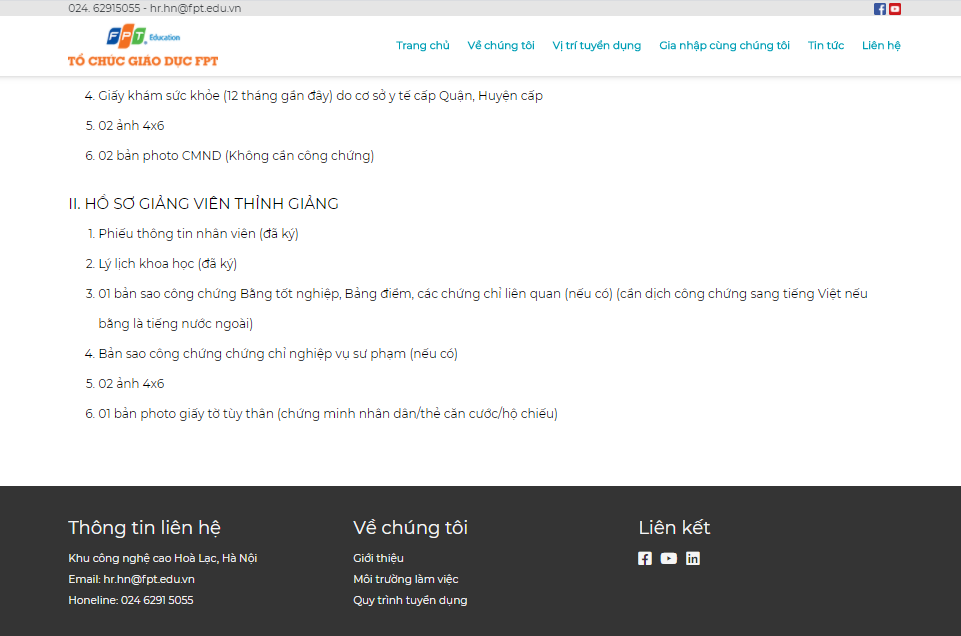 024. 62915055 - hr.hn@fpt.edu.vn
FPT. Education
TỔ CHỨC GIÁO DỤC FPT
Trang chủ
Về chúng tôi
Vị trí tuyển dụng
Gia nhập cùng chúng tôi
Tin tức
Liên hệ
4. Giấy khám sức khỏe (12 tháng gần đây) do cơ sở y tế cấp Quận, Huyện cấp
5. 02 ảnh 4x6
6. 02 bản photo CMND (Không cần công chứng)
II. HỒ SƠ GIẢNG VIÊN THỈNH GIẢNG
1. Phiếu thông tin nhân viên (đã ký)
2. Lý lịch khoa học (đã ký)
3. 01 bản sao công chứng Bằng tốt nghiệp, Bảng điểm, các chứng chỉ liên quan (nếu có) (cần dịch công chứng sang tiếng Việt nếu
bằng là tiếng nước ngoài)
4. Bản sao công chứng chứng chỉ nghiệp vụ sư phạm (nếu có)
5. 02 ảnh 4x6
6. 01 bản photo giấy tờ tùy thân (chứng minh nhân dân/thẻ căn cước/hộ chiếu)
Thông tin liên hệ
Khu công nghệ cao Hoà Lạc, Hà Nội
Email: hr.hn@fpt.edu.vn
Honeline: 024 6291 5055
Về chúng tôi
Giới thiệu
Môi trường làm việc
Quy trình tuyển dụng
Liên kết